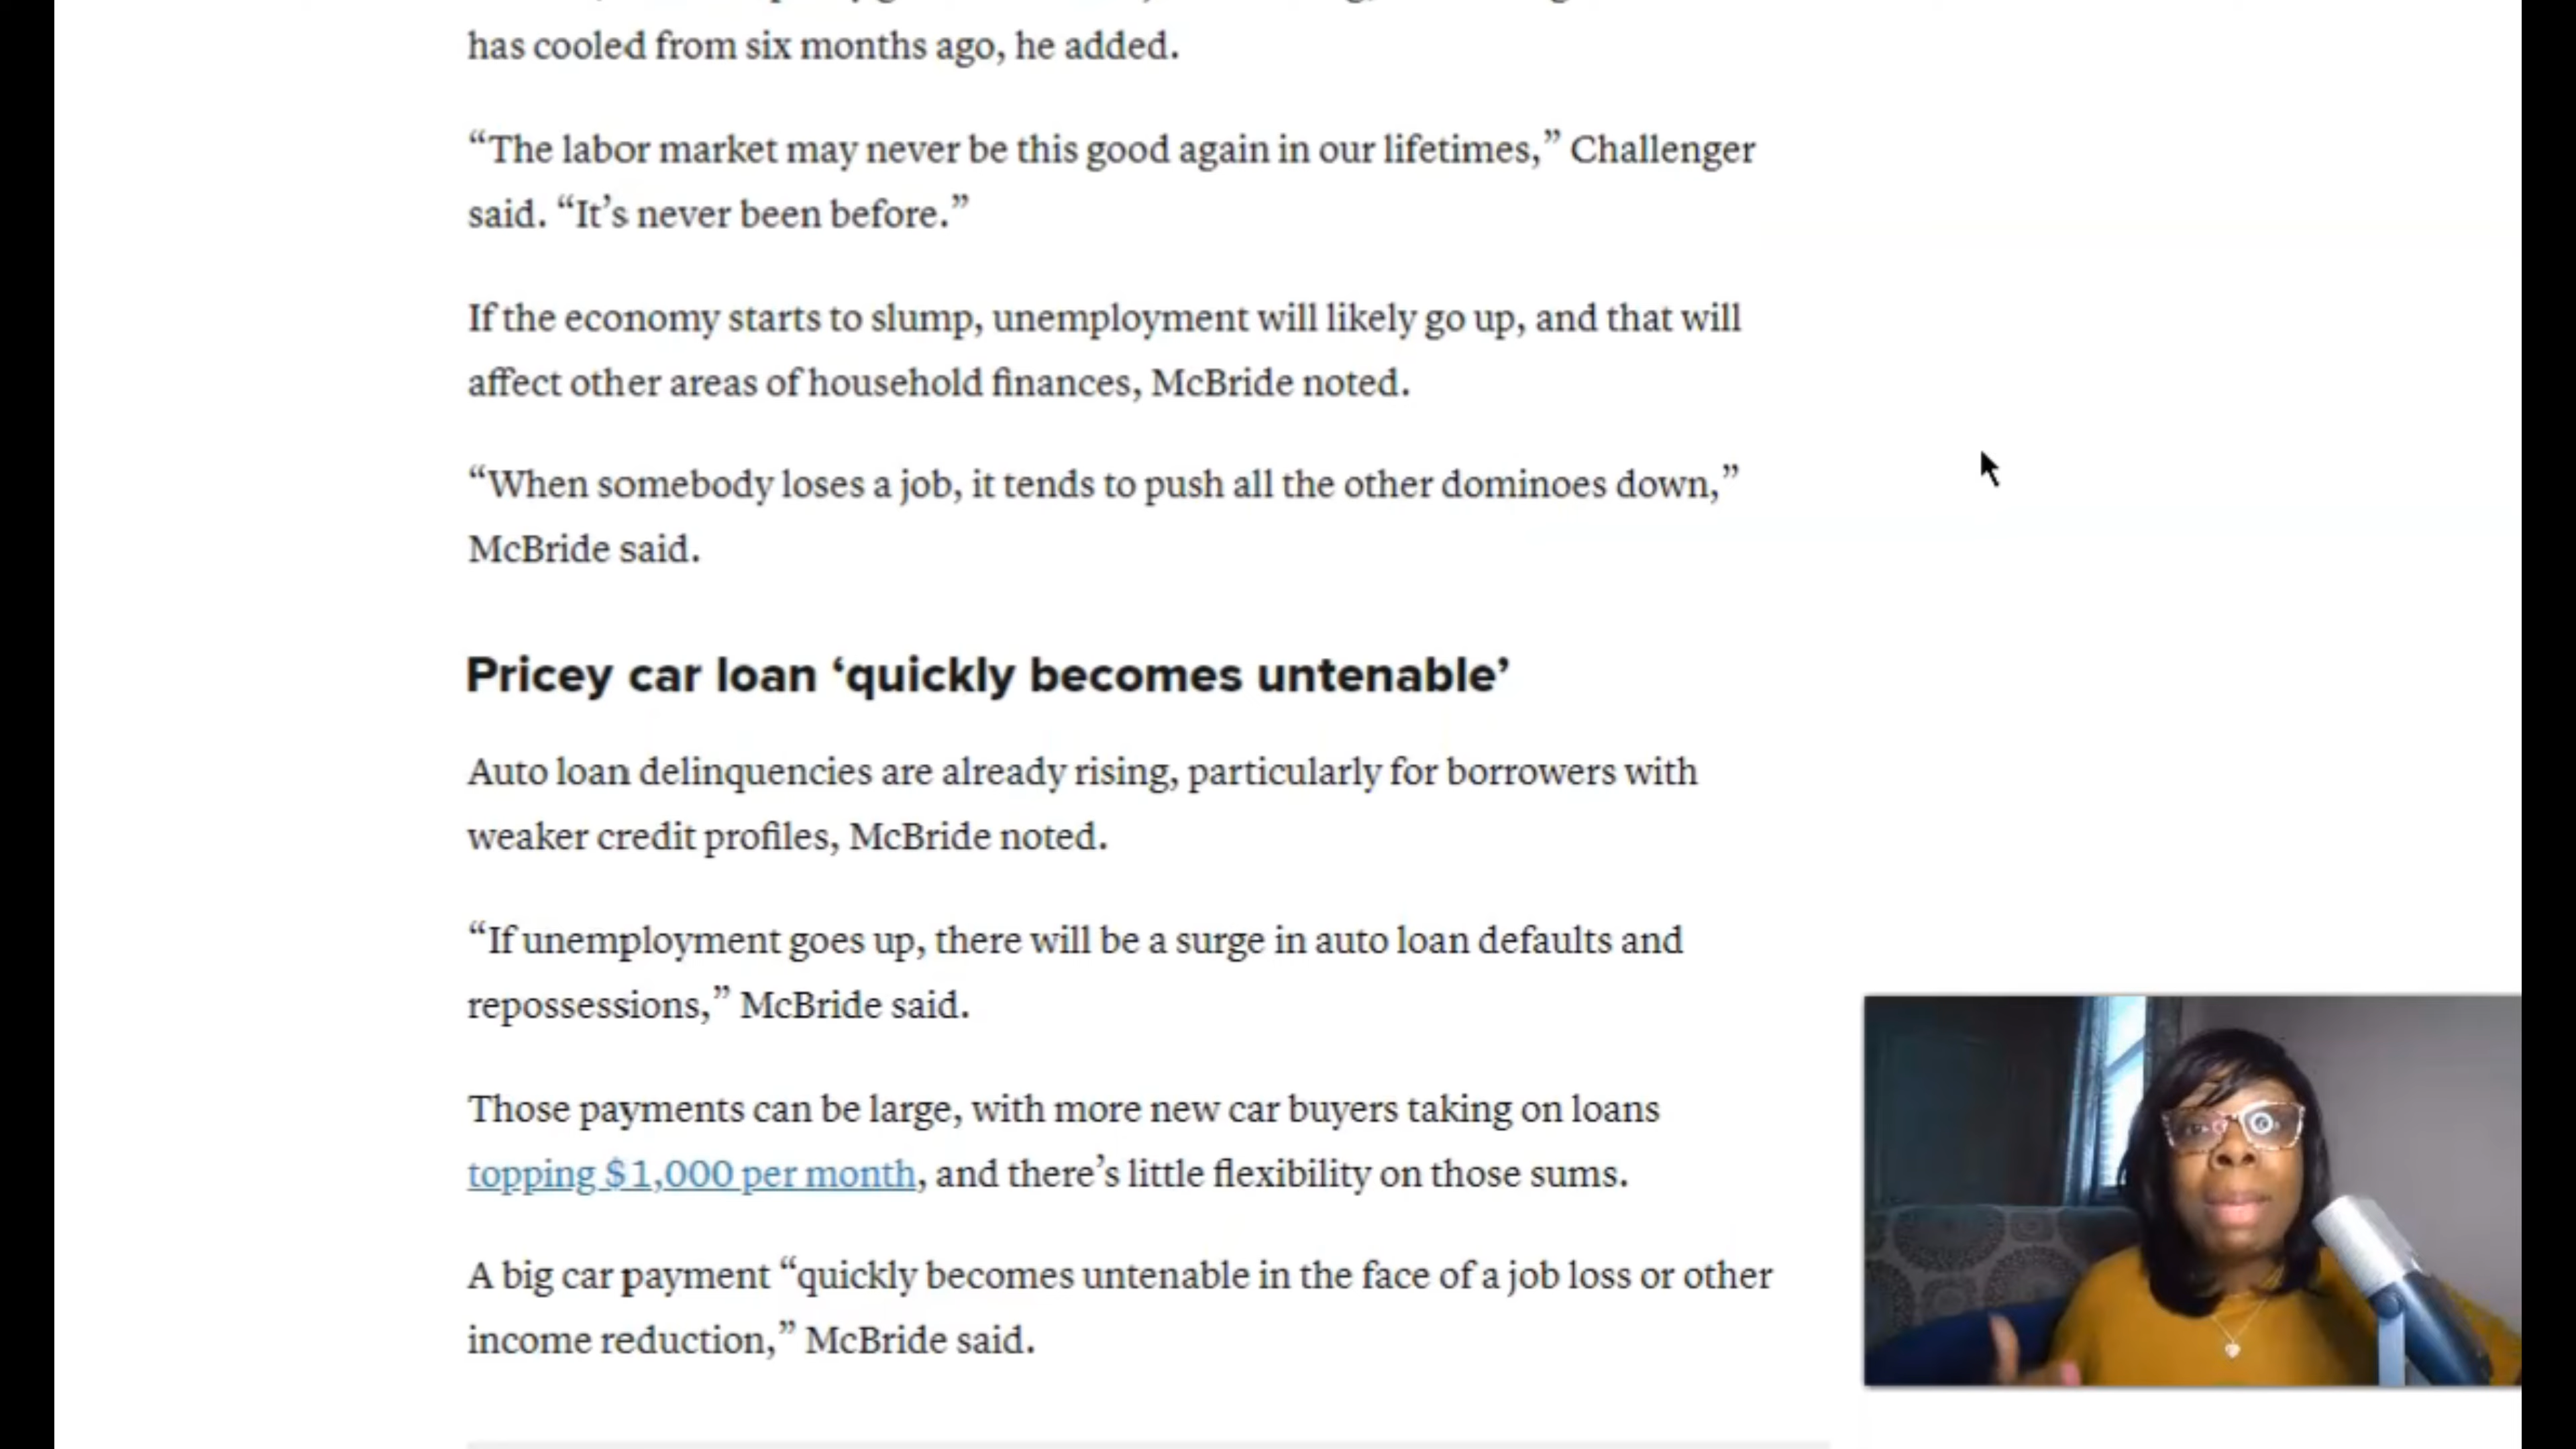 has cooled from six months ago, he added.
“The labor market may never be this good again in our lifetimes,” Challenger
said. “It’s never been before.”
If the economy starts to slump, unemployment will likely go up, and that will
affect other areas of household finances, McBride noted.
“When somebody loses a job, it tends to push all the other dominoes down,”
McBride said.
Pricey car loan ‘quickly becomes untenable’
Auto loan delinquencies are already rising, particularly for borrowers with
weaker credit profiles, McBride noted.
“If unemployment goes up, there will be a surge in auto loan defaults and
repossessions,” McBride said.
Those payments can be large, with more new car buyers taking on loans
topping $1,000 per month, and there’s little flexibility on those sums.
A big car payment “quickly becomes untenable in the face of a job loss or other
income reduction,” McBride said.